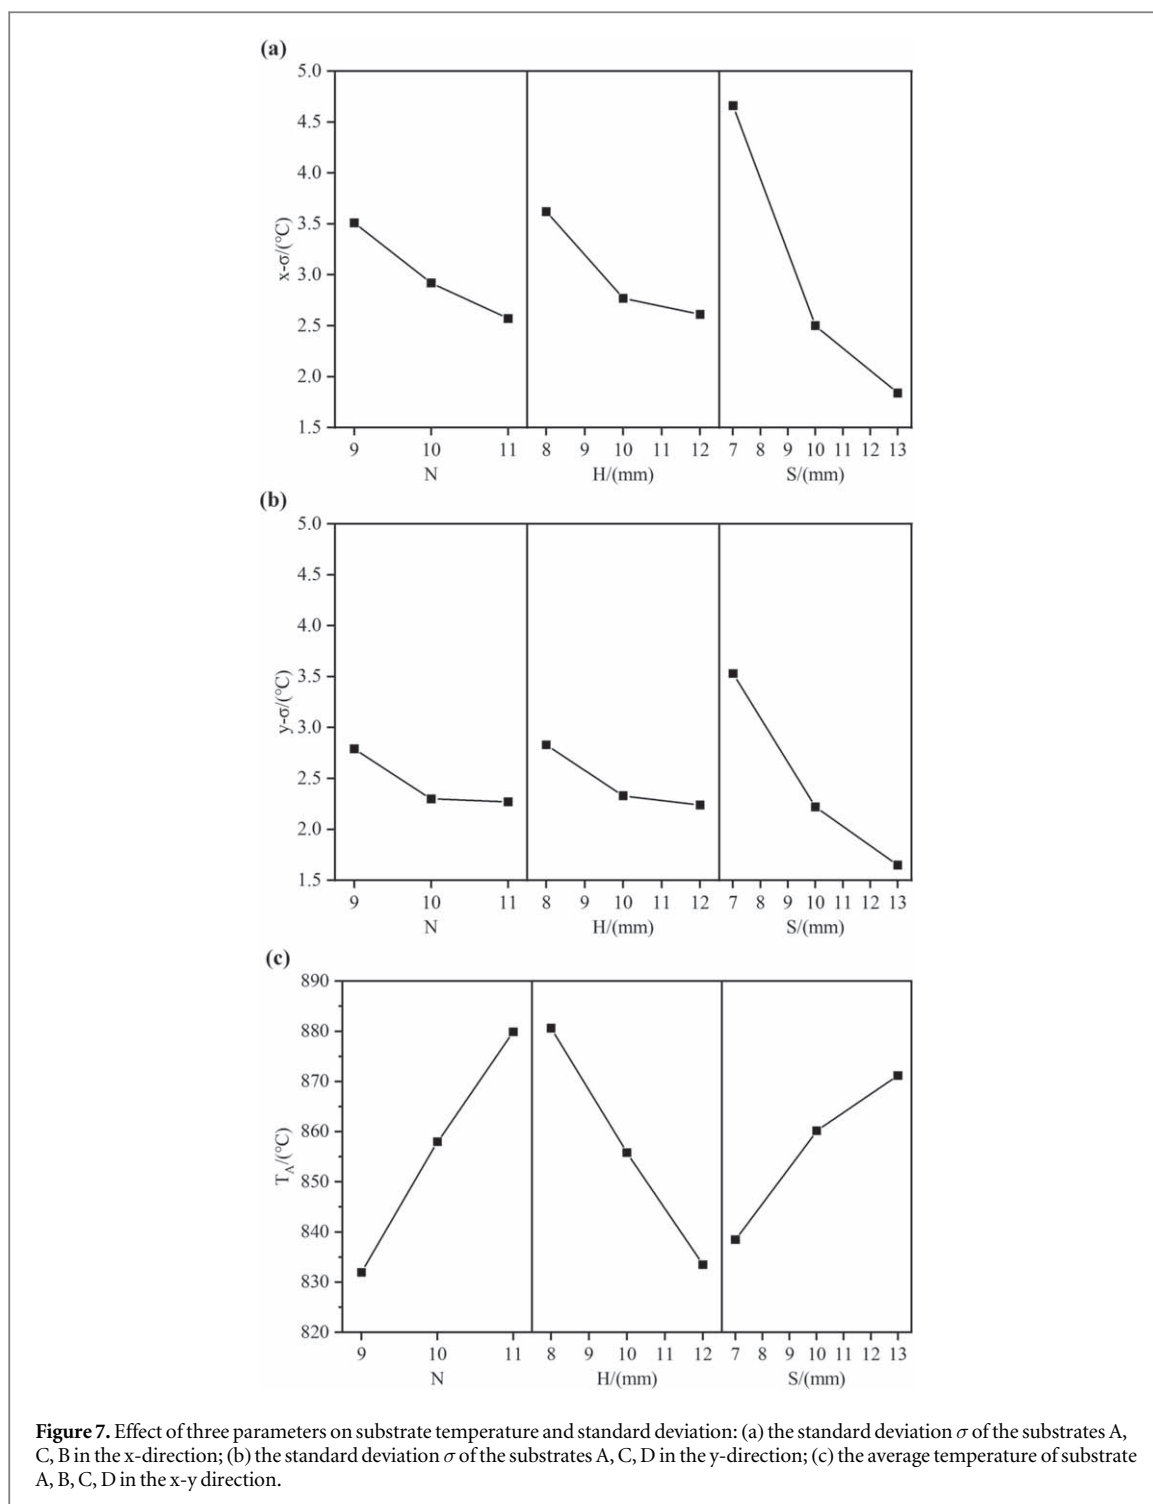 (a)
5.0
4.5
4.0
3.5
3.0
2.5
2.0
1.5
x-σ/(°C)
9 10 11 8 9 10 11 12 7 8 9 10 11 12 13
N H/(mm) S/(mm)
(b)
5.0
4.5
4.0
3.5
3.0
2.5
2.0
1.5
y-σ/(°C)
9 10 11 8 9 10 11 12 7 8 9 10 11 12 13
N H/(mm) S/(mm)
(c)
890
880
870
860
850
840
830
820
T_A/(°C)
9 10 11 8 9 10 11 12 7 8 9 10 11 12 13
N H/(mm) S/(mm)
Figure 7. Effect of three parameters on substrate temperature and standard deviation: (a) the standard deviation σ of the substrates A,
C, B in the x-direction; (b) the standard deviation σ of the substrates A, C, D in the y-direction; (c) the average temperature of substrate
A, B, C, D in the x-y direction.